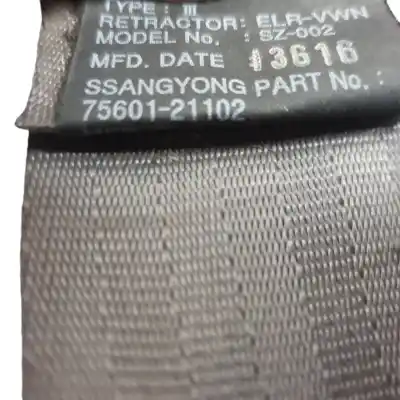 TYPE: III
RETRACTOR: ELR-VWN
MODEL No. : SZ-002
MFD. DATE 13616
SSANGYONG PART No. :
75601-21102